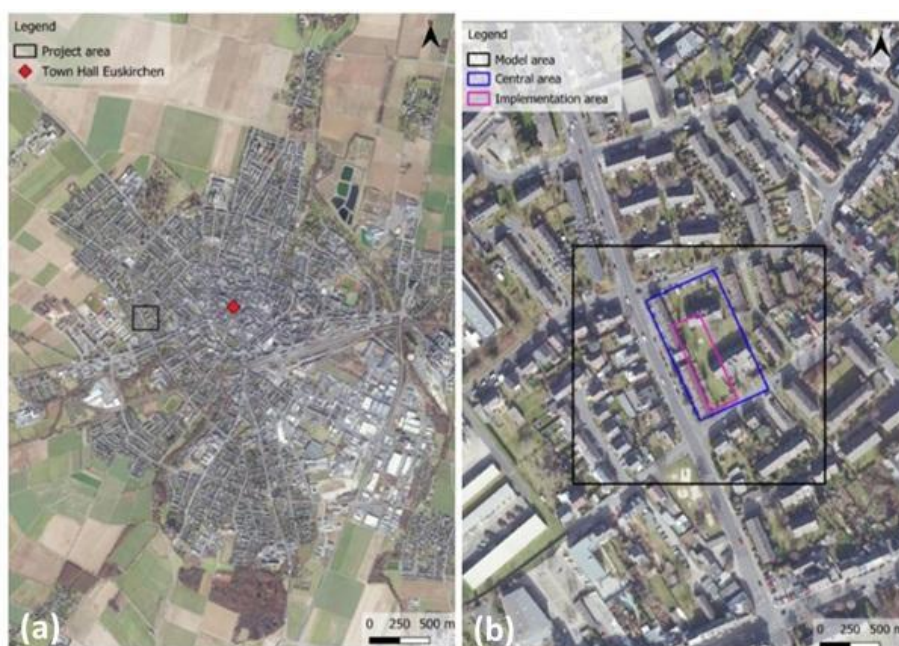 Legend
Project area
Town Hall Euskirchen
0 250 500 m
(a)
Legend
Model area
Central area
Implementation area
0 250 500 m
(b)